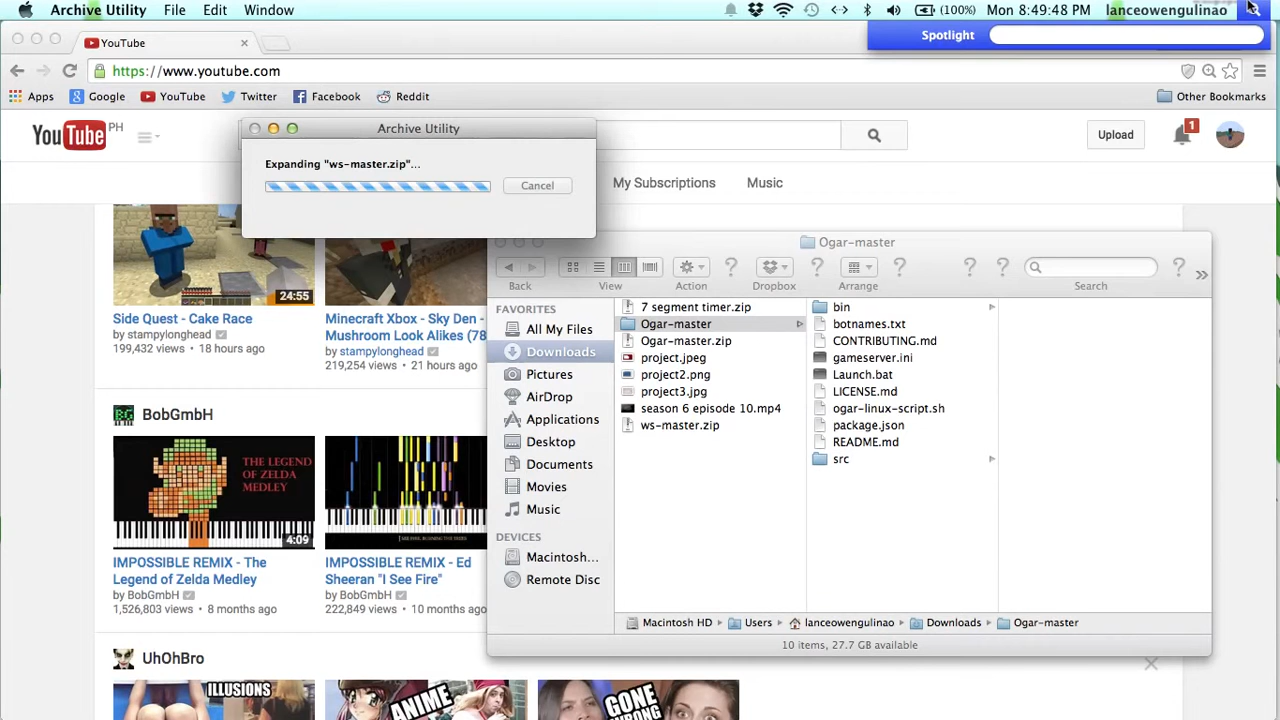 Archive Utility File Edit Window (100%) Mon 8:49:48 PM lanceowengulinao
YouTube
Spotlight
https://www.youtube.com
Apps Google YouTube Twitter Facebook Reddit Other Bookmarks
YouTube PH
Upload
1
My Subscriptions Music
Archive Utility
Expanding "ws-master.zip"...
Cancel
24:55
Side Quest - Cake Race
by stampylonghead
199,432 views • 18 hours ago
Minecraft Xbox - Sky Den -
Mushroom Look Alikes (78
by stampylonghead
219,254 views • 21 hours ago
BG BobGmbH
THE LEGEND
OF ZELDA
MEDLEY
4:09
IMPOSSIBLE REMIX - The
Legend of Zelda Medley
by BobGmbH
1,526,803 views • 8 months ago
IMPOSSIBLE REMIX - Ed
Sheeran "I See Fire"
by BobGmbH
222,849 views • 10 months ago
UhOhBro
ILLUSIONS
ANIME
GONE
WRONG
Ogar-master
Back View Action Dropbox Arrange Search
FAVORITES
All My Files
Downloads
Pictures
AirDrop
Applications
Desktop
Documents
Movies
Music
DEVICES
Macintosh...
Remote Disc
7 segment timer.zip
Ogar-master
Ogar-master.zip
project.jpeg
project2.png
project3.jpg
season 6 episode 10.mp4
ws-master.zip
bin
botnames.txt
CONTRIBUTING.md
gameserver.ini
Launch.bat
LICENSE.md
ogar-linux-script.sh
package.json
README.md
src
Macintosh HD Users lanceowengulinao Downloads Ogar-master
10 items, 27.7 GB available